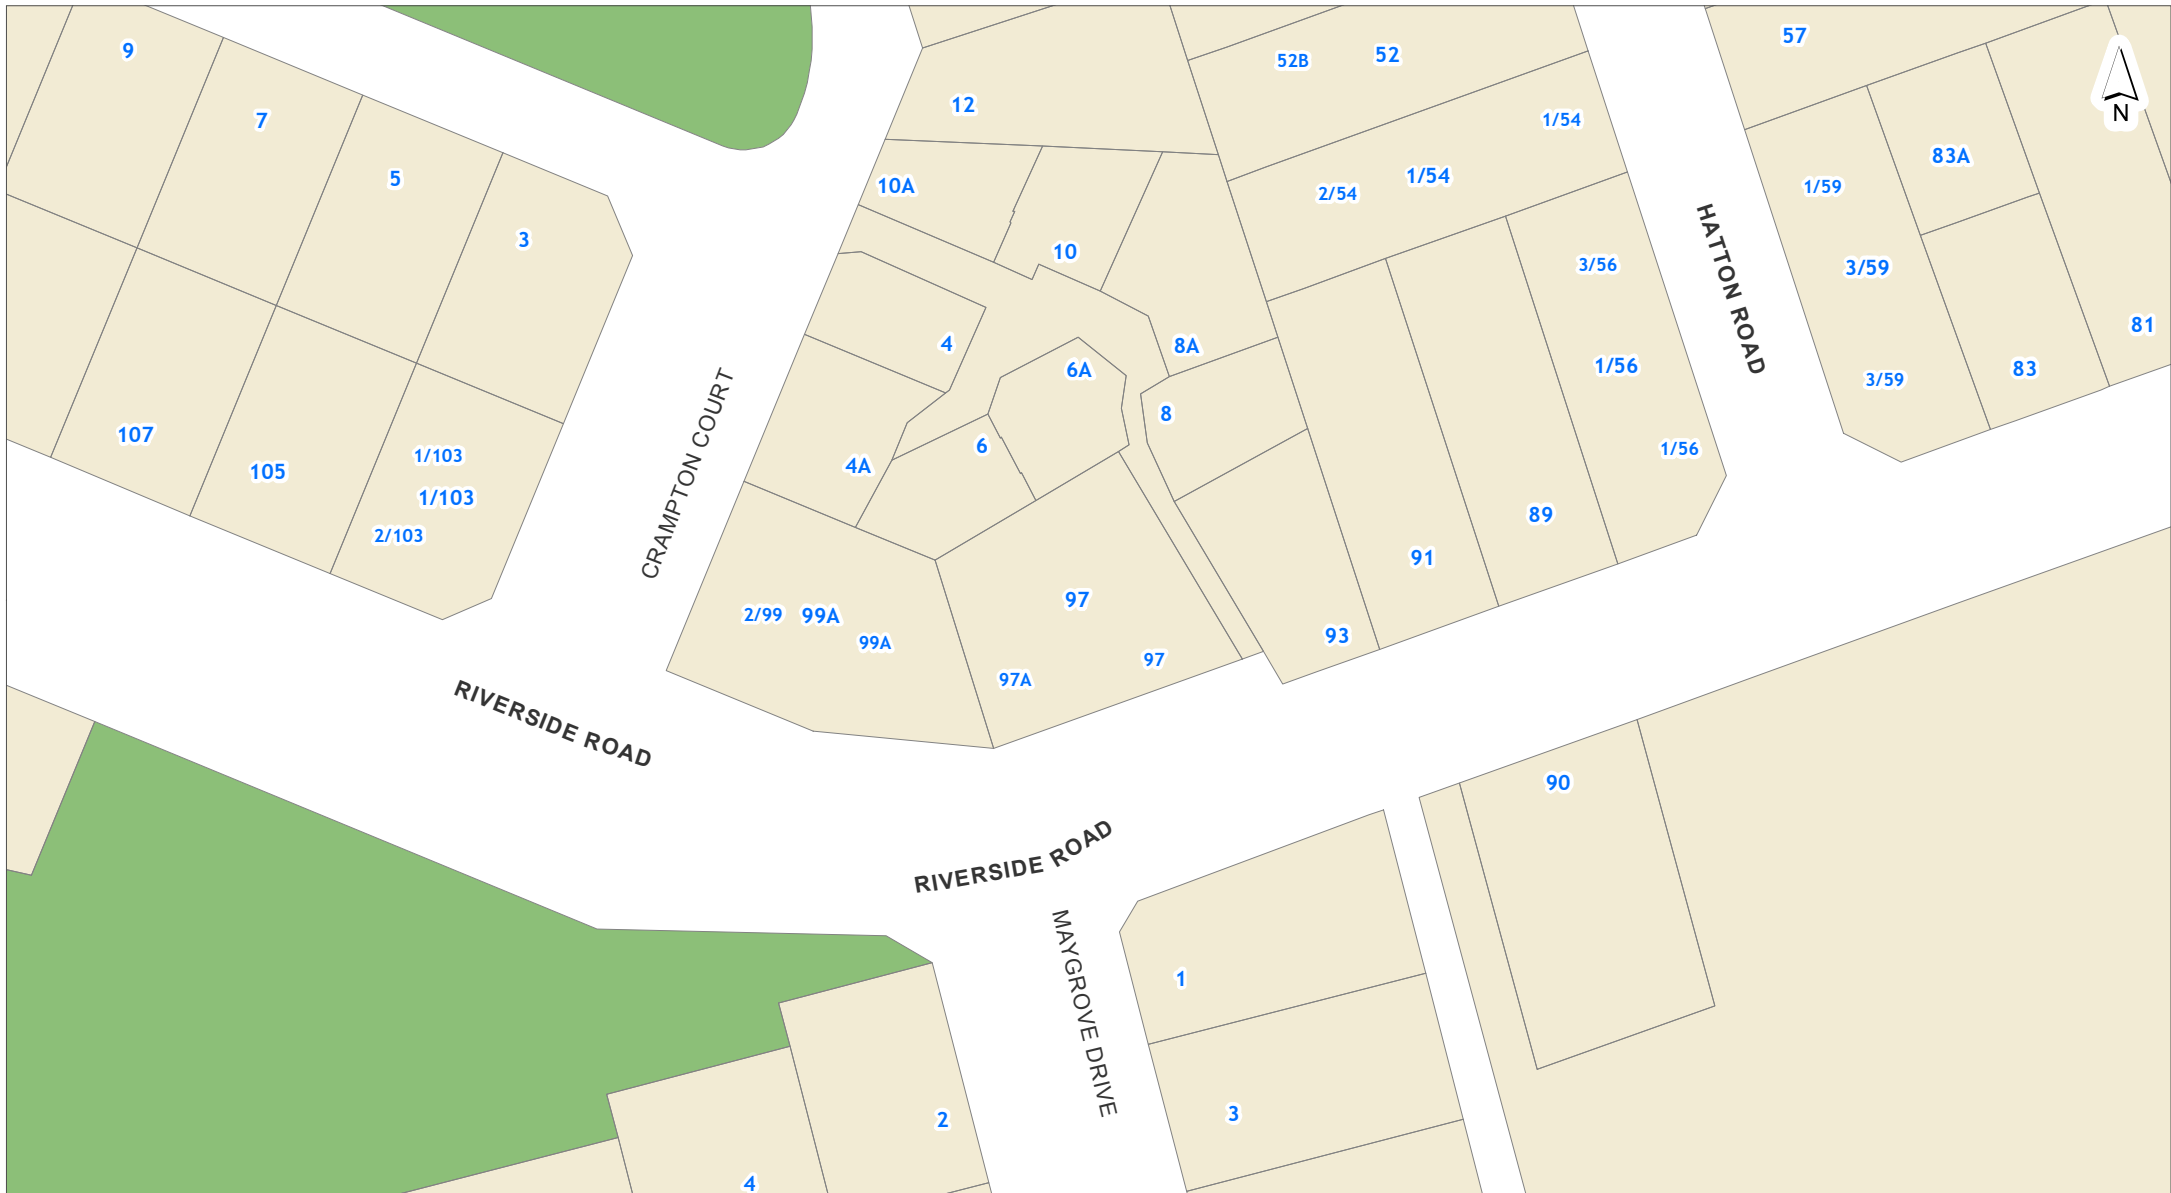 9
57
52B
52
7
12
N
1/54
83A
5
10A
1/54
1/59
2/54
3
10
3/56
3/59
HATTON ROAD
81
4
8A
1/56
6A
83
3/59
8
107
6
1/56
1/103
4A
105
CRAMPTON COURT
1/103
89
2/103
91
97
2/99
99A
93
99A
97
97A
RIVERSIDE ROAD
90
RIVERSIDE ROAD
1
MAYGROVE DRIVE
3
2
4